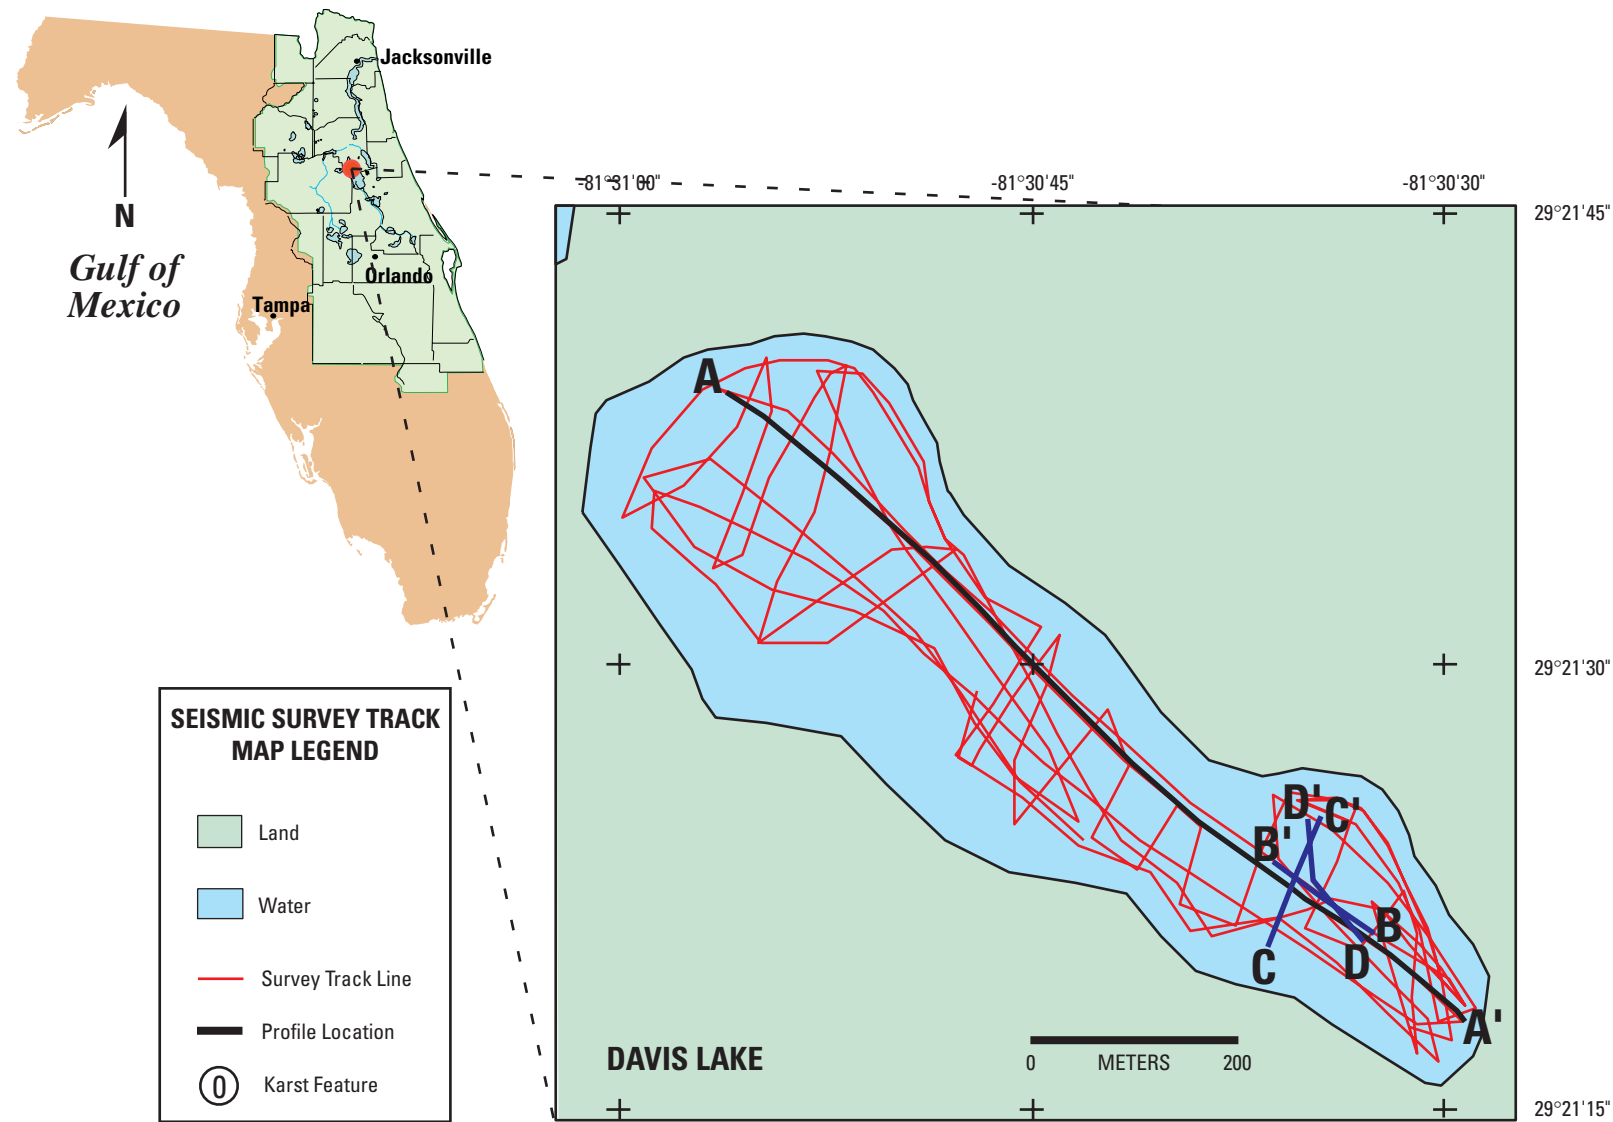 Jacksonville
N
Gulf of
Mexico
Orlando
Tampa
-81°31'00"
-81°30'45"
-81°30'30"
29°21'45"
29°21'30"
29°21'15"
A
D'
C'
B'
B
C
D
A'
DAVIS LAKE
0 METERS 200
SEISMIC SURVEY TRACK
MAP LEGEND
Land
Water
Survey Track Line
Profile Location
0 Karst Feature